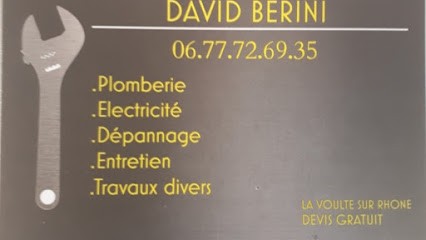 DAVID BERINI
06.77.72.69.35
.Plomberie
.Electricité
.Dépannage
.Entretien
.Travaux divers
LA VOULTE SUR RHONE
DEVIS GRATUIT